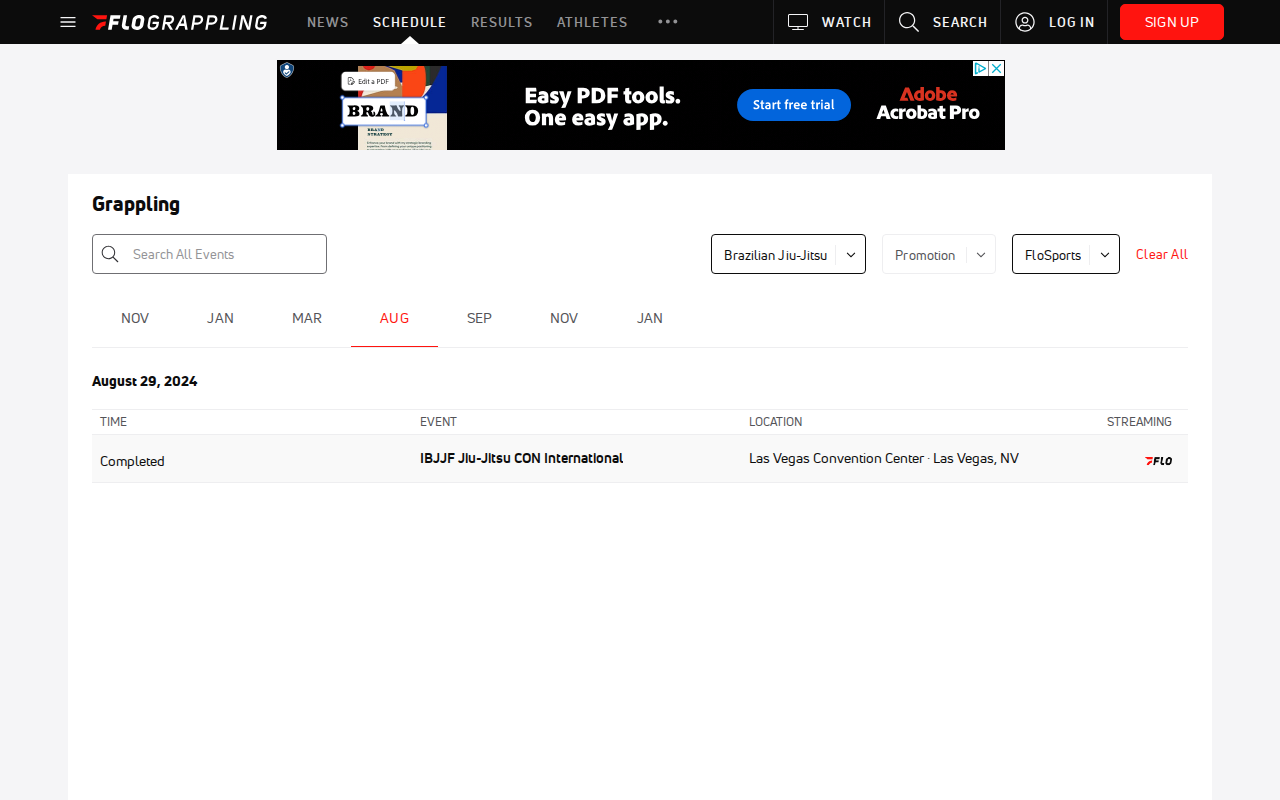 FLOGRAPPLING NEWS SCHEDULE RESULTS ATHLETES WATCH SEARCH LOG IN SIGN UP
Edit a PDF
BRAND
BRAND
STRATEGY
Easy PDF tools.
One easy app.
Start free trial
Adobe
Acrobat Pro
Grappling
Search All Events
Brazilian Jiu-Jitsu Promotion FloSports Clear All
NOV JAN MAR AUG SEP NOV JAN
August 29, 2024
TIME EVENT LOCATION STREAMING
Completed IBJJF Jiu-Jitsu CON International Las Vegas Convention Center · Las Vegas, NV FLO